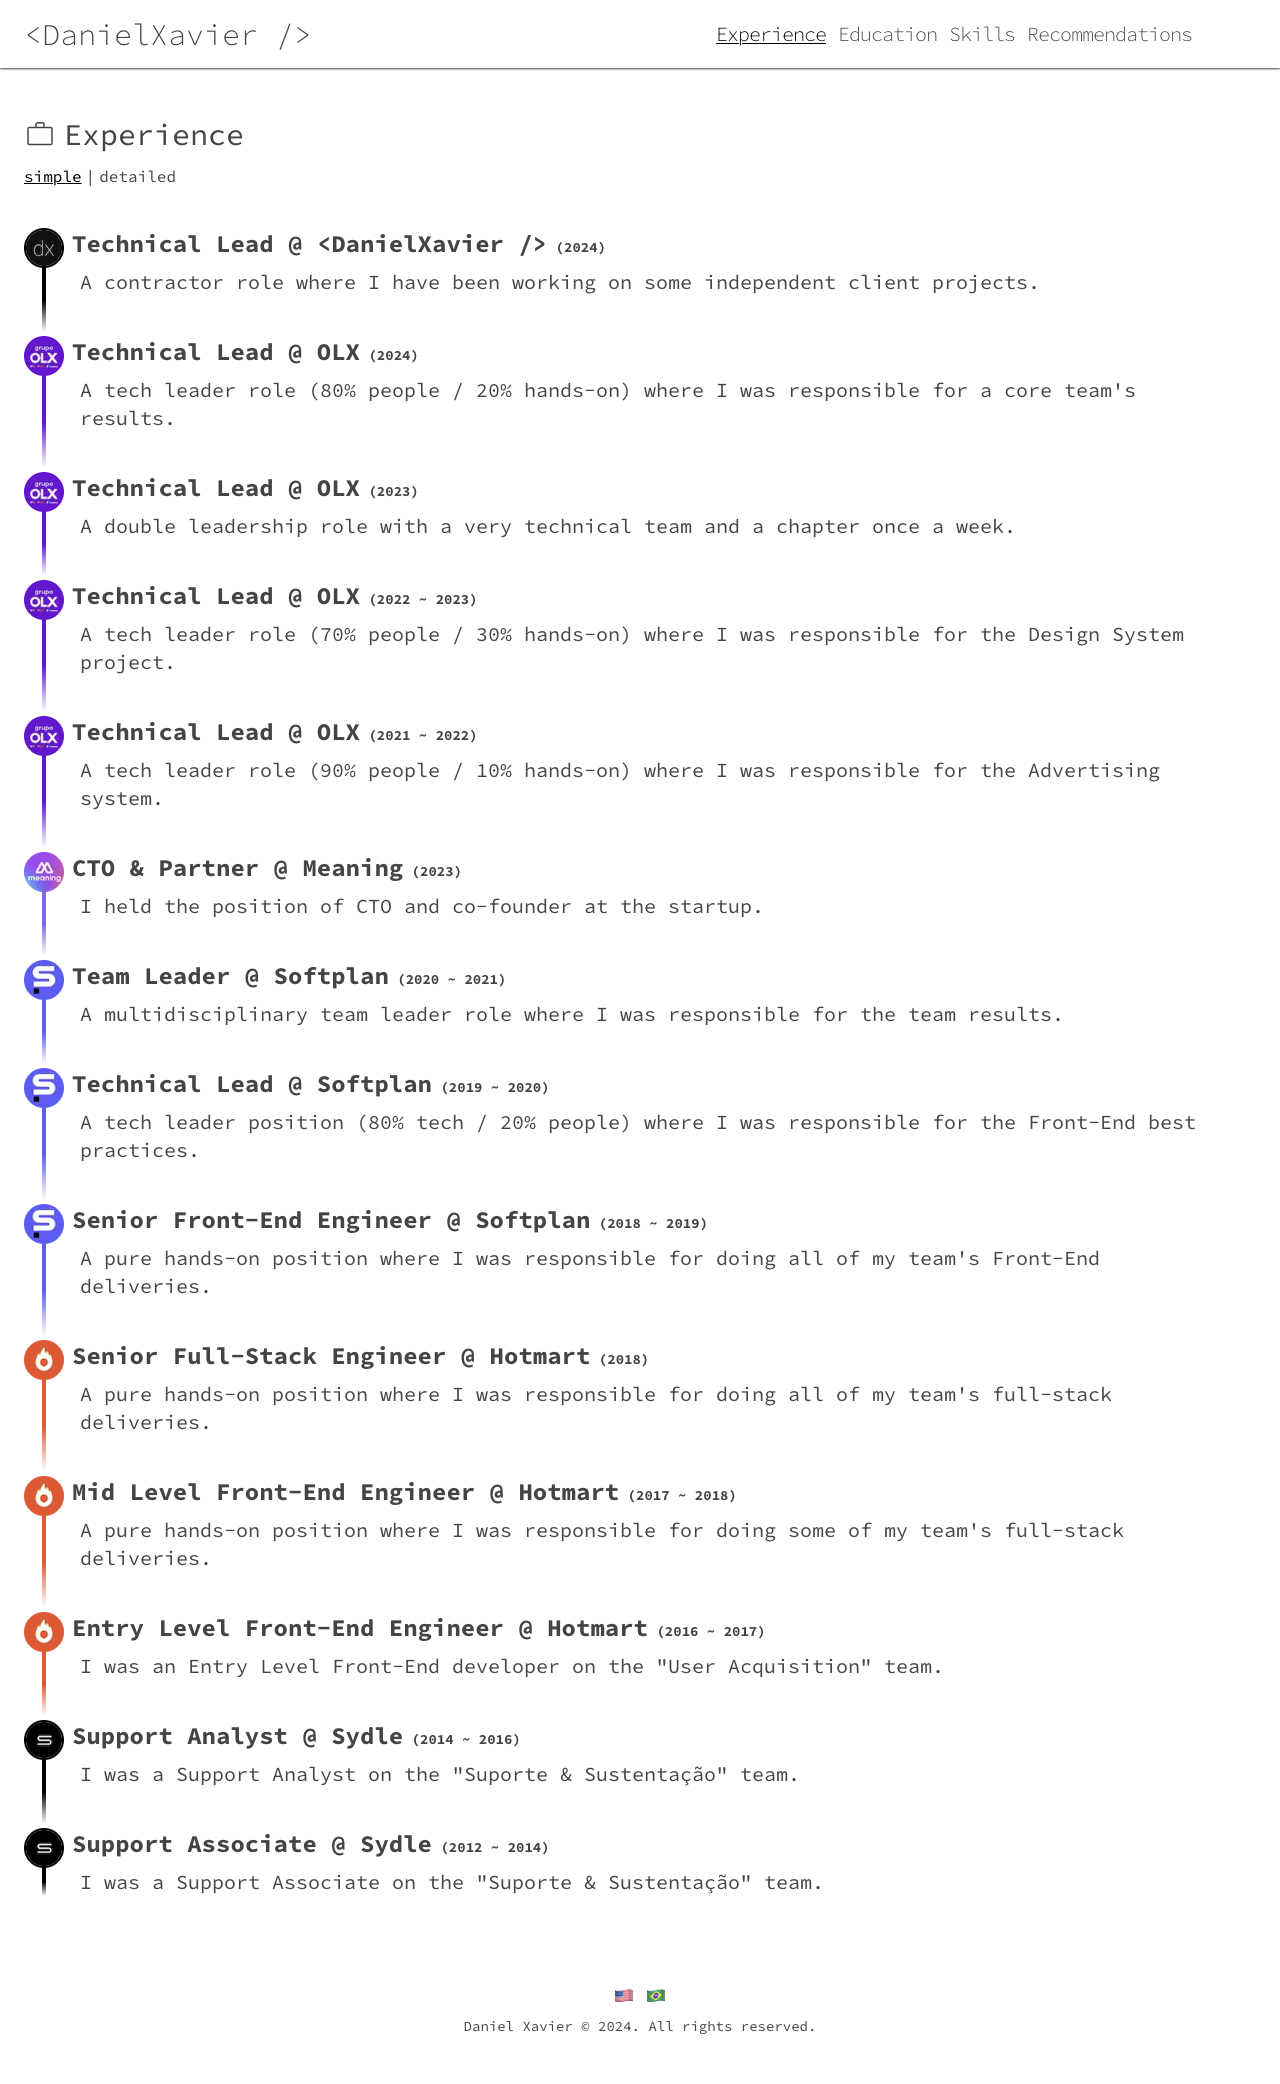 <DanielXavier />
Experience Education Skills Recommendations
Experience
simple | detailed
dx
Technical Lead @ <DanielXavier /> (2024)
A contractor role where I have been working on some independent client projects.
grupo
OLX
Technical Lead @ OLX (2024)
A tech leader role (80% people / 20% hands-on) where I was responsible for a core team's
results.
grupo
OLX
Technical Lead @ OLX (2023)
A double leadership role with a very technical team and a chapter once a week.
grupo
OLX
Technical Lead @ OLX (2022 ~ 2023)
A tech leader role (70% people / 30% hands-on) where I was responsible for the Design System
project.
grupo
OLX
Technical Lead @ OLX (2021 ~ 2022)
A tech leader role (90% people / 10% hands-on) where I was responsible for the Advertising
system.
meaning
CTO & Partner @ Meaning (2023)
I held the position of CTO and co-founder at the startup.
Team Leader @ Softplan (2020 ~ 2021)
A multidisciplinary team leader role where I was responsible for the team results.
Technical Lead @ Softplan (2019 ~ 2020)
A tech leader position (80% tech / 20% people) where I was responsible for the Front-End best
practices.
Senior Front-End Engineer @ Softplan (2018 ~ 2019)
A pure hands-on position where I was responsible for doing all of my team's Front-End
deliveries.
Senior Full-Stack Engineer @ Hotmart (2018)
A pure hands-on position where I was responsible for doing all of my team's full-stack
deliveries.
Mid Level Front-End Engineer @ Hotmart (2017 ~ 2018)
A pure hands-on position where I was responsible for doing some of my team's full-stack
deliveries.
Entry Level Front-End Engineer @ Hotmart (2016 ~ 2017)
I was an Entry Level Front-End developer on the "User Acquisition" team.
Support Analyst @ Sydle (2014 ~ 2016)
I was a Support Analyst on the "Suporte & Sustentação" team.
Support Associate @ Sydle (2012 ~ 2014)
I was a Support Associate on the "Suporte & Sustentação" team.
Daniel Xavier © 2024. All rights reserved.